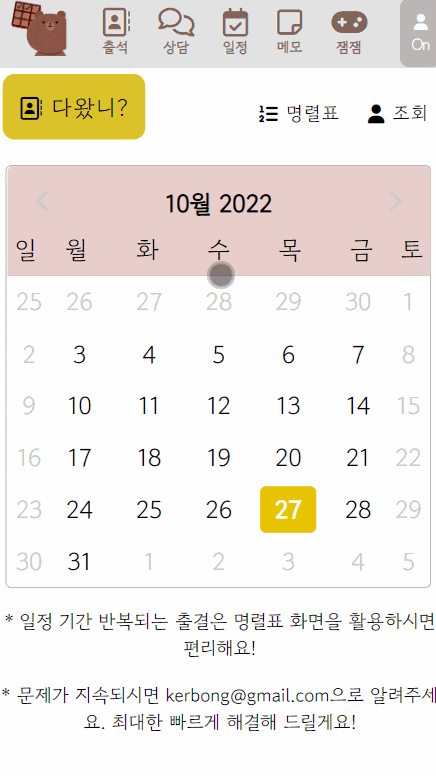 출석 상담 일정 메모 잼잼 On
다왔니? 명렬표 조회
10월 2022
일 월 화 수 목 금 토
25 26 27 28 29 30 1
2 3 4 5 6 7 8
9 10 11 12 13 14 15
16 17 18 19 20 21 22
23 24 25 26 27 28 29
30 31 1 2 3 4 5
* 일정 기간 반복되는 출결은 명렬표 화면을 활용하시면
편리해요!
* 문제가 지속되시면 kerbong@gmail.com으로 알려주세
요. 최대한 빠르게 해결해 드릴게요!